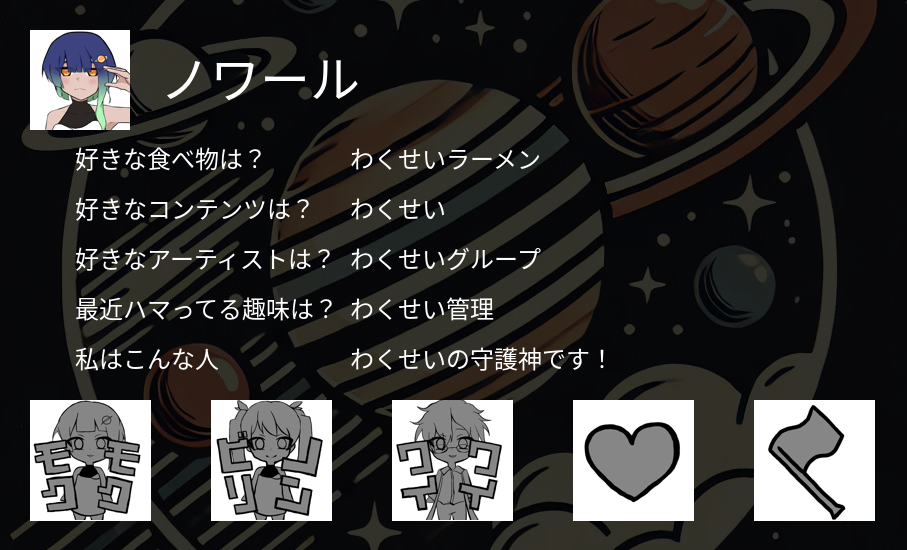 ノワール
好きな食べ物は？ わくせいラーメン
好きなコンテンツは？ わくせい
好きなアーティストは？ わくせいグループ
最近ハマってる趣味は？ わくせい管理
私はこんな人 わくせいの守護神です！
モモ ビリ ワワ
ワロ リン イイ